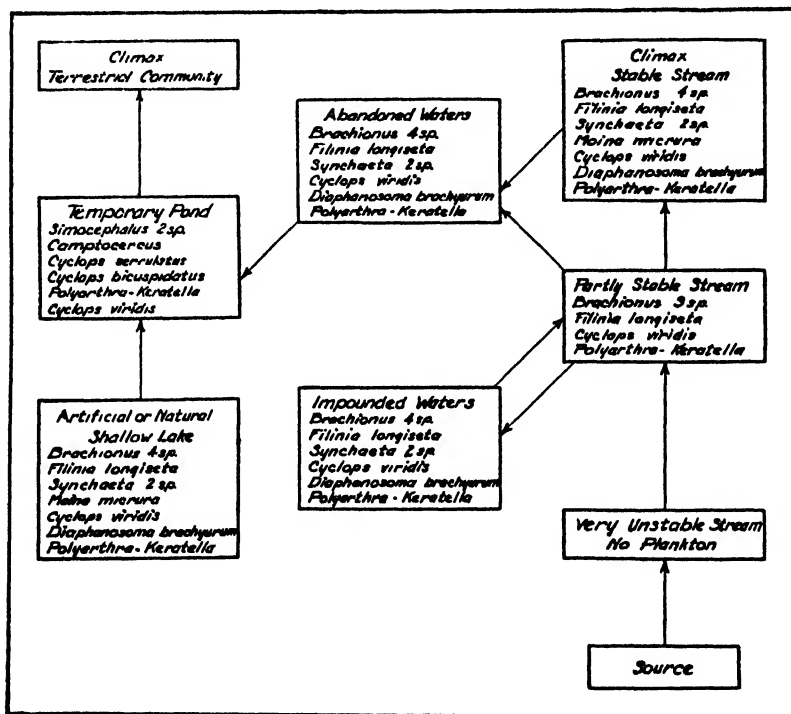 Climax
Terrestrial Community
Climax
Stable Stream
Brachionus 4 sp.
Filinia longiseta
Synchaeta 2 sp.
Moina micrura
Cyclops viridis
Diaphanosoma brachyurum
Polyarthra-Keratella
Abandoned Waters
Brachionus 4 sp.
Filinia longiseta
Synchaeta 2 sp.
Cyclops viridis
Diaphanosoma brachyurum
Polyarthra-Keratella
Temporary Pond
Simocephalus 2 sp.
Camptocercus
Cyclops serrulatus
Cyclops bicuspidatus
Polyarthra-Keratella
Cyclops viridis
Partly Stable Stream
Brachionus 3 sp.
Filinia longiseta
Cyclops viridis
Polyarthra-Keratella
Artificial or Natural
Shallow Lake
Brachionus 4 sp.
Filinia longiseta
Synchaeta 2 sp.
Moina micrura
Cyclops viridis
Diaphanosoma brachyurum
Polyarthra-Keratella
Impounded Waters
Brachionus 4 sp.
Filinia longiseta
Synchaeta 2 sp.
Cyclops viridis
Diaphanosoma brachyurum
Polyarthra-Keratella
Very Unstable Stream
No Plankton
Source